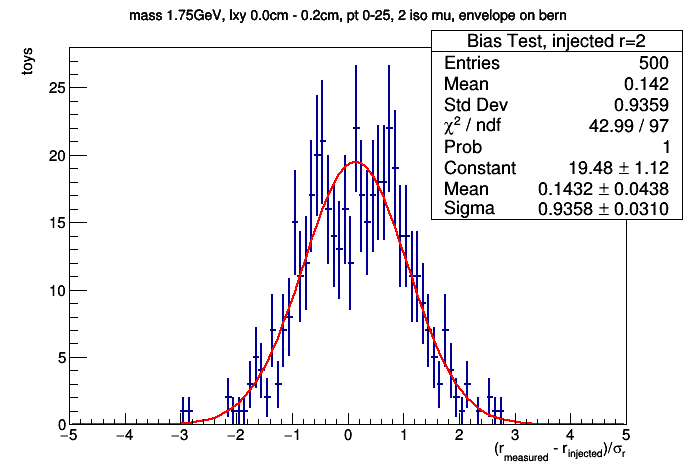 mass 1.75GeV, lxy 0.0cm - 0.2cm, pt 0-25, 2 iso mu, envelope on bern
Bias Test, injected r=2
Entries 500
Mean 0.142
Std Dev 0.9359
χ² / ndf 42.99 / 97
Prob 1
Constant 19.48 ± 1.12
Mean 0.1432 ± 0.0438
Sigma 0.9358 ± 0.0310
toys
25
20
15
10
5
0
−5 −4 −3 −2 −1 0 1 2 3 4 5
(r_measured - r_injected)/σ_r